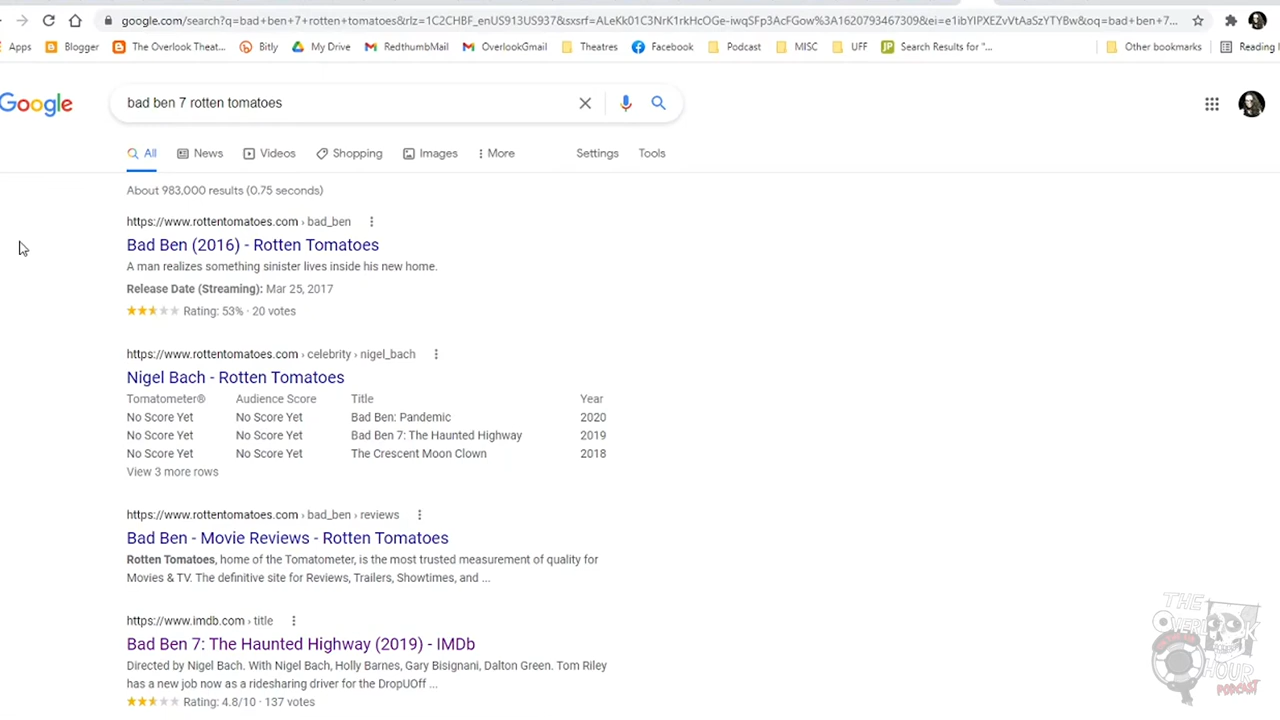 google.com/search?q=bad+ben+7+rotten+tomatoes&rlz=1C2CHBF_enUS913US937&sxsrf=ALeKk01C3NrK1rkHcOGe-iwqSFp3AcFGow%3A1620793467309&ei=e1ibYIPXEZvVtAaSzYTYBw&oq=bad+ben+7...
Apps Blogger The Overlook Theat... Bitly My Drive RedthumbMail OverlookGmail Theatres Facebook Podcast MISC UFF JP Search Results for "... Other bookmarks Reading
Google
bad ben 7 rotten tomatoes
All News Videos Shopping Images More Settings Tools
About 983,000 results (0.75 seconds)
https://www.rottentomatoes.com › bad_ben
Bad Ben (2016) - Rotten Tomatoes
A man realizes something sinister lives inside his new home.
Release Date (Streaming): Mar 25, 2017
Rating: 53% · 20 votes
https://www.rottentomatoes.com › celebrity › nigel_bach
Nigel Bach - Rotten Tomatoes
Tomatometer® Audience Score Title Year
No Score Yet No Score Yet Bad Ben: Pandemic 2020
No Score Yet No Score Yet Bad Ben 7: The Haunted Highway 2019
No Score Yet No Score Yet The Crescent Moon Clown 2018
View 3 more rows
https://www.rottentomatoes.com › bad_ben › reviews
Bad Ben - Movie Reviews - Rotten Tomatoes
Rotten Tomatoes, home of the Tomatometer, is the most trusted measurement of quality for
Movies & TV. The definitive site for Reviews, Trailers, Showtimes, and ...
https://www.imdb.com › title
Bad Ben 7: The Haunted Highway (2019) - IMDb
Directed by Nigel Bach. With Nigel Bach, Holly Barnes, Gary Bisignani, Dalton Green. Tom Riley
has a new job now as a ridesharing driver for the DropUOff ...
Rating: 4.8/10 · 137 votes
THE
OVERLOOK
HOUR
PODCAST